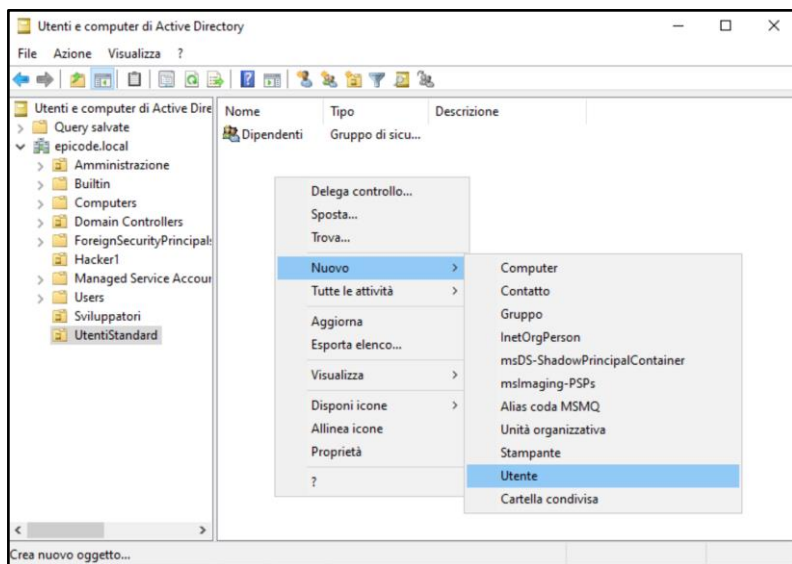 Utenti e computer di Active Directory
File Azione Visualizza ?
Utenti e computer di Active Dire
Query salvate
epicode.local
Amministrazione
Builtin
Computers
Domain Controllers
ForeignSecurityPrincipals
Hacker1
Managed Service Accour
Users
Sviluppatori
UtentiStandard
Nome Tipo Descrizione
Dipendenti Gruppo di sicu...
Delega controllo...
Sposta...
Trova...
Nuovo
Tutte le attività
Aggiorna
Esporta elenco...
Visualizza
Disponi icone
Allinea icone
Proprietà
?
Computer
Contatto
Gruppo
InetOrgPerson
msDS-ShadowPrincipalContainer
msImaging-PSPs
Alias coda MSMQ
Unità organizzativa
Stampante
Utente
Cartella condivisa
Crea nuovo oggetto...